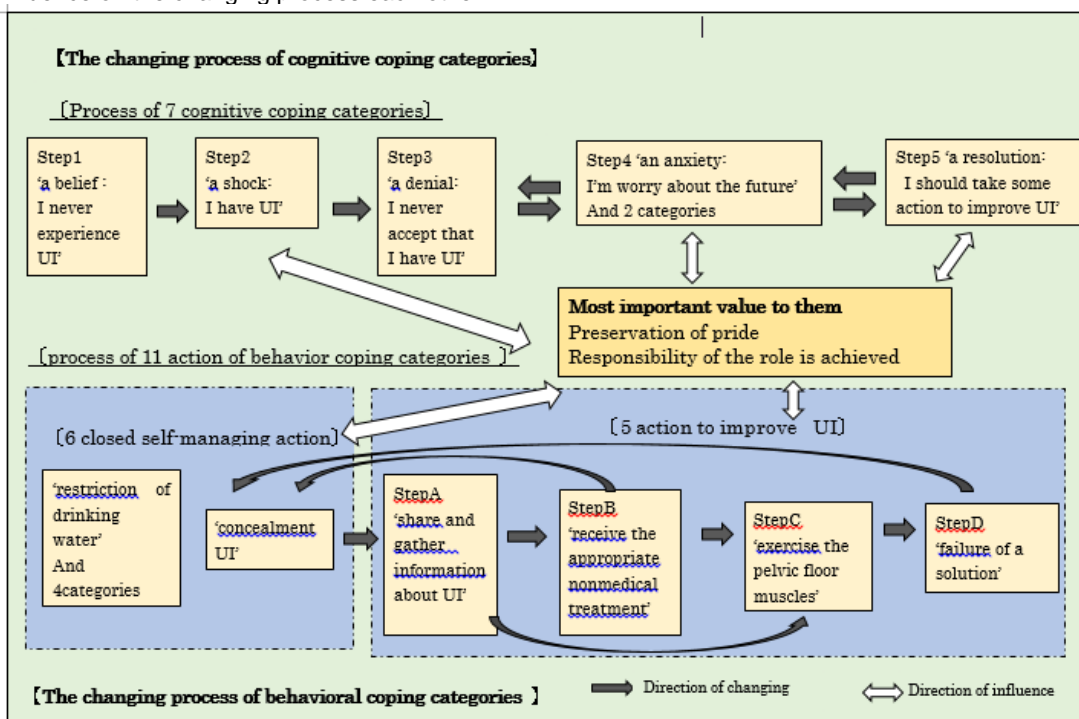 【The changing process of cognitive coping categories】
〔Process of 7 cognitive coping categories〕
Step1
'a belief :
I never
experience
UI'
Step2
'a shock:
I have UI'
Step3
'a denial:
I never
accept that
I have UI'
Step4 'an anxiety:
I'm worry about the future'
And 2 categories
Step5 'a resolution:
I should take some
action to improve UI'
Most important value to them
Preservation of pride
Responsibility of the role is achieved
〔process of 11 action of behavior coping categories 〕
〔6 closed self-managing action〕
〔5 action to improve UI〕
'restriction of
drinking
water'
And
4categories
'concealment
UI'
StepA
'share and
gather
information
about UI'
StepB
'receive the
appropriate
nonmedical
treatment'
StepC
'exercise the
pelvic floor
muscles'
StepD
'failure of a
solution'
【The changing process of behavioral coping categories 】
Direction of changing
Direction of influence